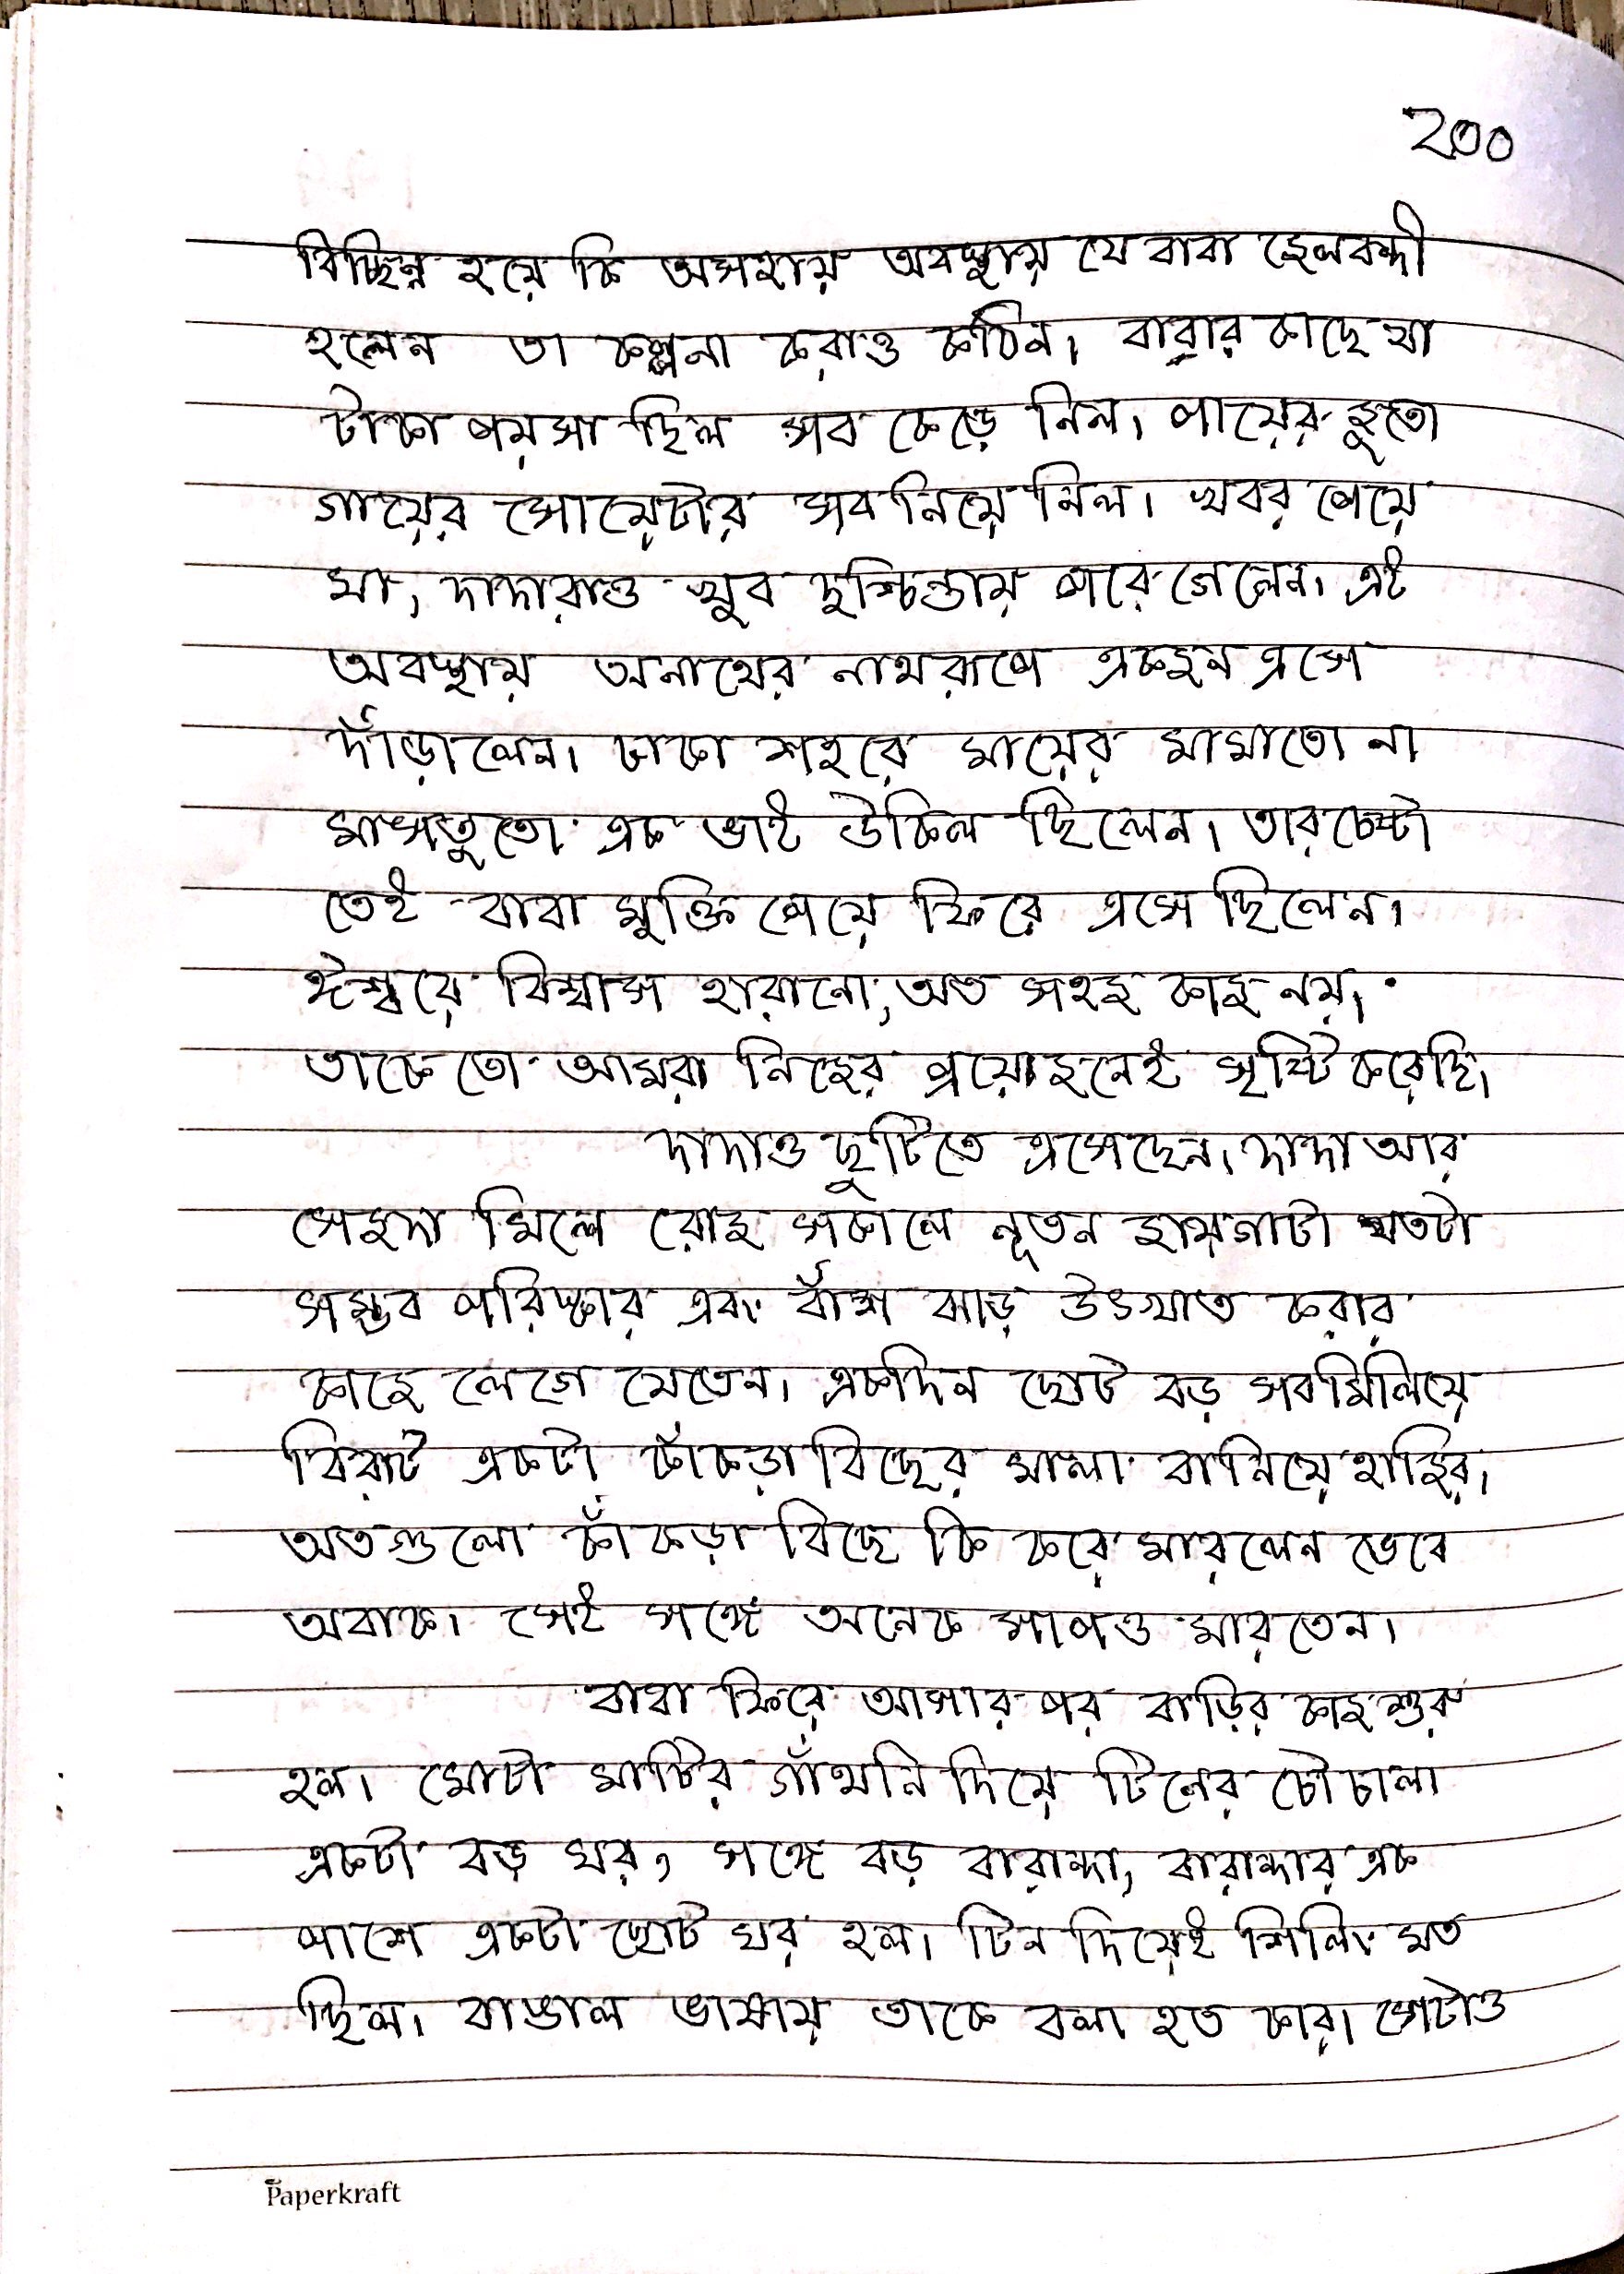 ২০০
বিচ্ছিন্ন হয়ে কি অসহায় অবস্থায় যে বাবা জেলবন্দী
হলেন তা কল্পনা করাও কঠিন। বাবার কাছে যা
টাকা পয়সা ছিল সব কেড়ে নিল। পায়ের জুতো
গায়ের সোয়েটার সব নিয়ে নিল। খবর পেয়ে
মা, দাদারাও খুব দুশ্চিন্তায় পরে গেলেন। এই
অবস্থায় অনাথের নাথরূপে একজন এসে
দাঁড়ালেন। ঢাকা শহরে মায়ের মামাতো না
মাসতুতো এক ভাই উকিল ছিলেন। তার চেষ্টা
তেই বাবা মুক্তি পেয়ে ফিরে এসেছিলেন।
ঈশ্বরে বিশ্বাস হারানো, অত সহজ কাজ নয়।
তাকে তো আমরা নিজের প্রয়োজনেই সৃষ্টি করেছি।
দাদাও ছুটিতে এসেছেন। দাদা আর
সেজদা মিলে রোজ সকালে নূতন জায়গাটা যতটা
সম্ভব পরিষ্কার এবং বাঁশ ঝাড় উৎখাত করার
কাজে লেগে যেতেন। একদিন ছোট বড় সব মিলিয়ে
বিরাট একটা কাঁকড়া বিছের মালা বানিয়ে হাজির।
অতগুলো কাঁকড়া বিছে কি করে মারলেন ভেবে
অবাক। সেই সঙ্গে অনেক সাপও মারতেন।
বাবা ফিরে আসার পর বাড়ির কাজ শুরু
হল। মোটা মাটির গাঁথনি দিয়ে টিনের চৌচালা
একটা বড় ঘর, সঙ্গে বড় বারান্দা, বারান্দার এক
পাশে একটা ছোট ঘর হল। টিন দিয়েই শিলিং মত
ছিল। বাঙাল ভাষায় তাকে বলা হত কার। সেটাও
Paperkraft